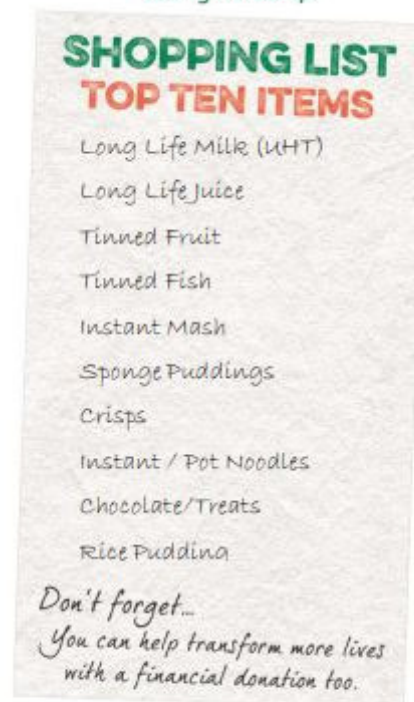 SHOPPING LIST
TOP TEN ITEMS
Long Life Milk (UHT)
Long Life Juice
Tinned Fruit
Tinned Fish
Instant Mash
Sponge Puddings
Crisps
Instant / Pot Noodles
Chocolate/Treats
Rice Pudding
Don't forget...
You can help transform more lives
with a financial donation too.